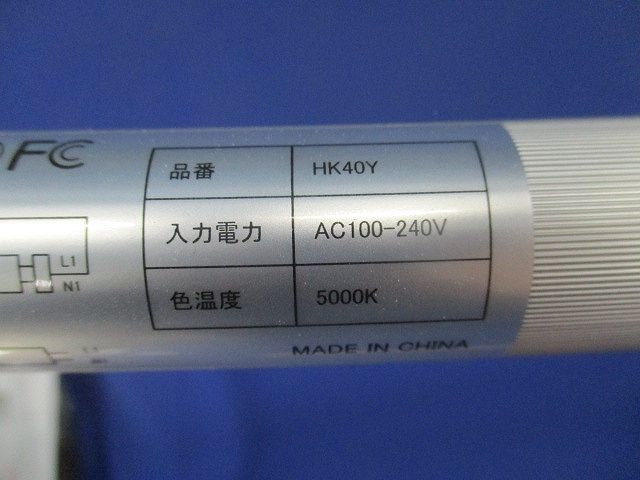 FC
品番 HK40Y
入力電力 AC100-240V
色温度 5000K
L1
N1
MADE IN CHINA